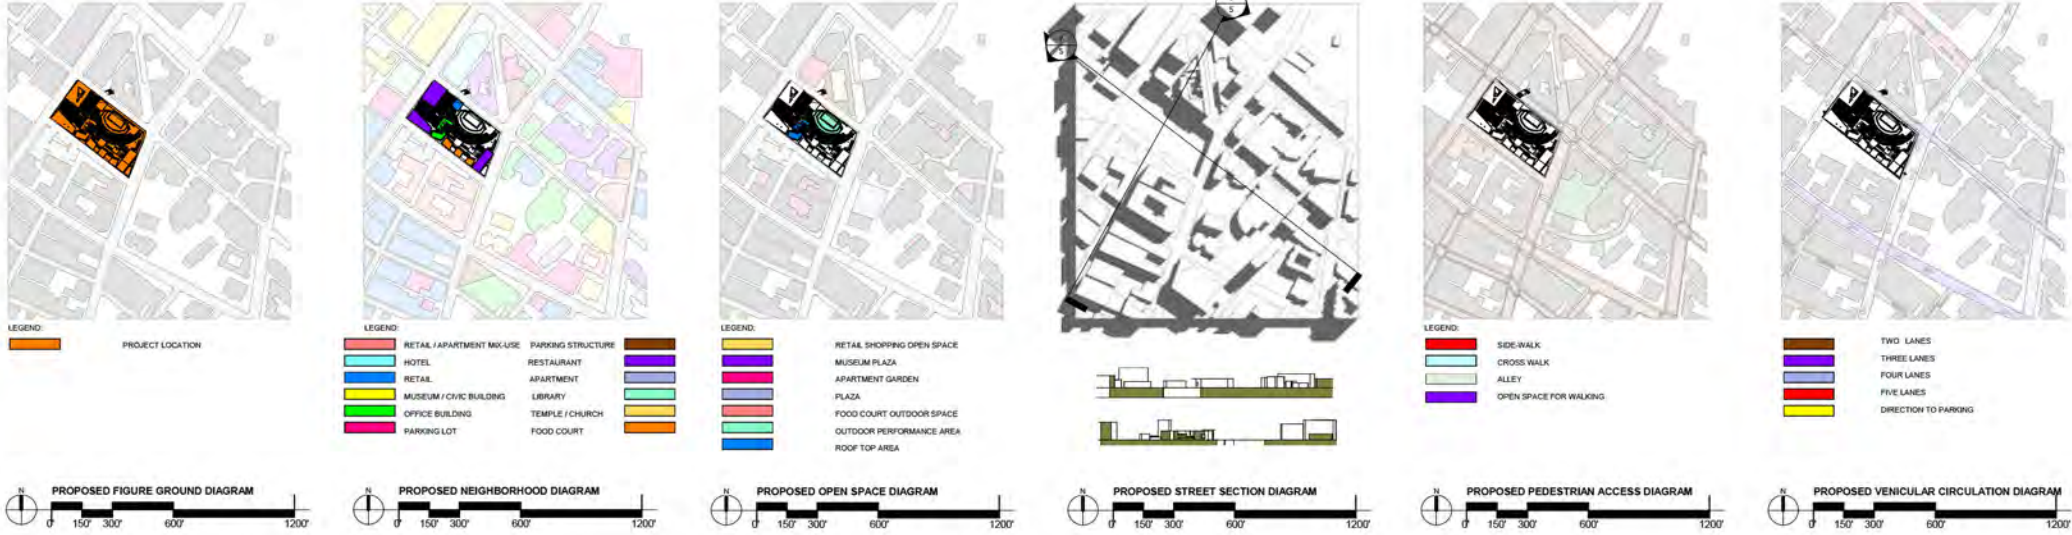 5
5
LEGEND:
PROJECT LOCATION
LEGEND:
RETAIL / APARTMENT MIX-USE
HOTEL
RETAIL
MUSEUM / CIVIC BUILDING
OFFICE BUILDING
PARKING LOT
PARKING STRUCTURE
RESTAURANT
APARTMENT
LIBRARY
TEMPLE / CHURCH
FOOD COURT
LEGEND:
RETAIL SHOPPING OPEN SPACE
MUSEUM PLAZA
APARTMENT GARDEN
PLAZA
FOOD COURT OUTDOOR SPACE
OUTDOOR PERFORMANCE AREA
ROOF TOP AREA
LEGEND:
SIDE-WALK
CROSS WALK
ALLEY
OPEN SPACE FOR WALKING
TWO LANES
THREE LANES
FOUR LANES
FIVE LANES
DIRECTION TO PARKING
N
PROPOSED FIGURE GROUND DIAGRAM
0' 150' 300' 600' 1200'
N
PROPOSED NEIGHBORHOOD DIAGRAM
0' 150' 300' 600' 1200'
N
PROPOSED OPEN SPACE DIAGRAM
0' 150' 300' 600' 1200'
N
PROPOSED STREET SECTION DIAGRAM
0' 150' 300' 600' 1200'
N
PROPOSED PEDESTRIAN ACCESS DIAGRAM
0' 150' 300' 600' 1200'
N
PROPOSED VENICULAR CIRCULATION DIAGRAM
0' 150' 300' 600' 1200'